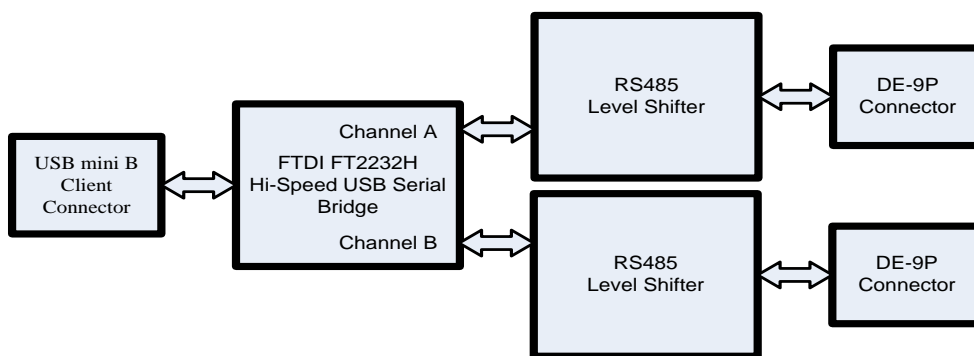 USB mini B
Client
Connector
Channel A
FTDI FT2232H
Hi-Speed USB Serial
Bridge
Channel B
RS485
Level Shifter
DE-9P
Connector
RS485
Level Shifter
DE-9P
Connector